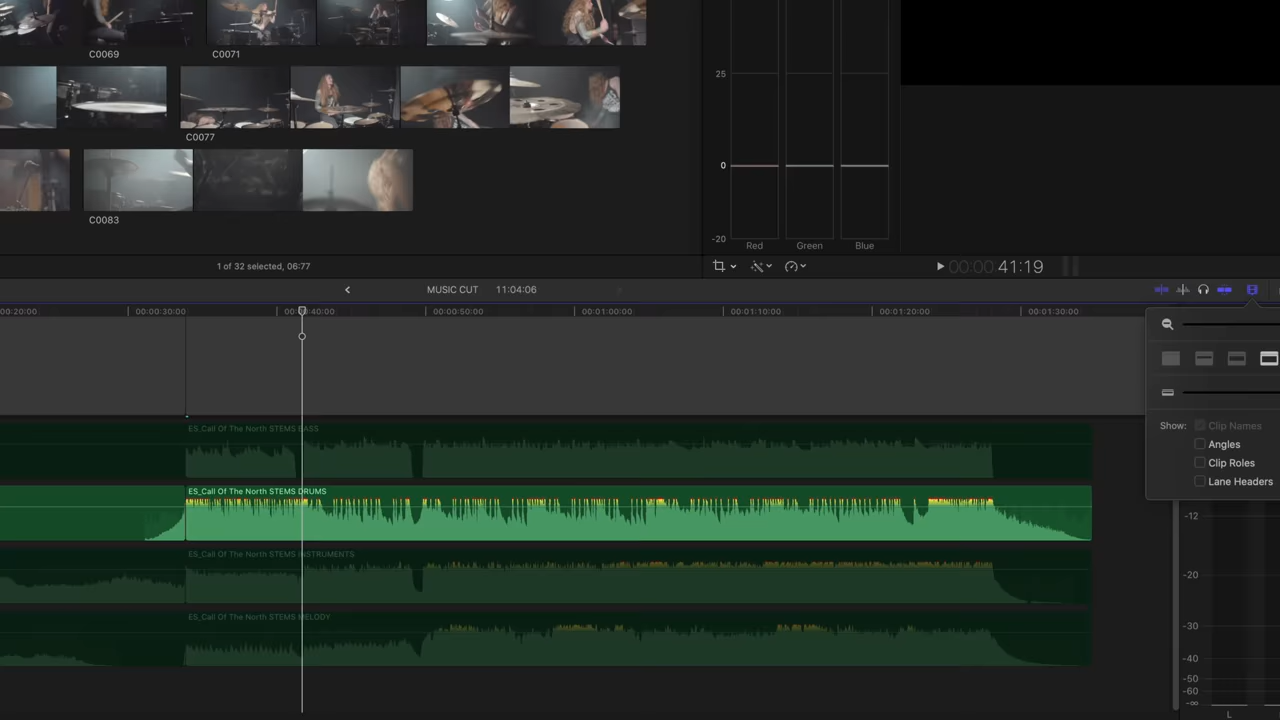 C0069
C0071
25
C0077
0
C0083
-20
Red
Green
Blue
1 of 32 selected, 06:77
00:00 41:19
MUSIC CUT
11:04:06
00:20:00
00:00:30:00
00:00:40:00
00:00:50:00
00:01:00:00
00:01:10:00
00:01:20:00
00:01:30:00
ES_Call Of The North STEMS BASS
Show:
Clip Names
Angles
Clip Roles
Lane Headers
ES_Call Of The North STEMS DRUMS
-12
ES_Call Of The North STEMS INSTRUMENTS
-20
ES_Call Of The North STEMS MELODY
-30
-40
-50
-60
-∞
L